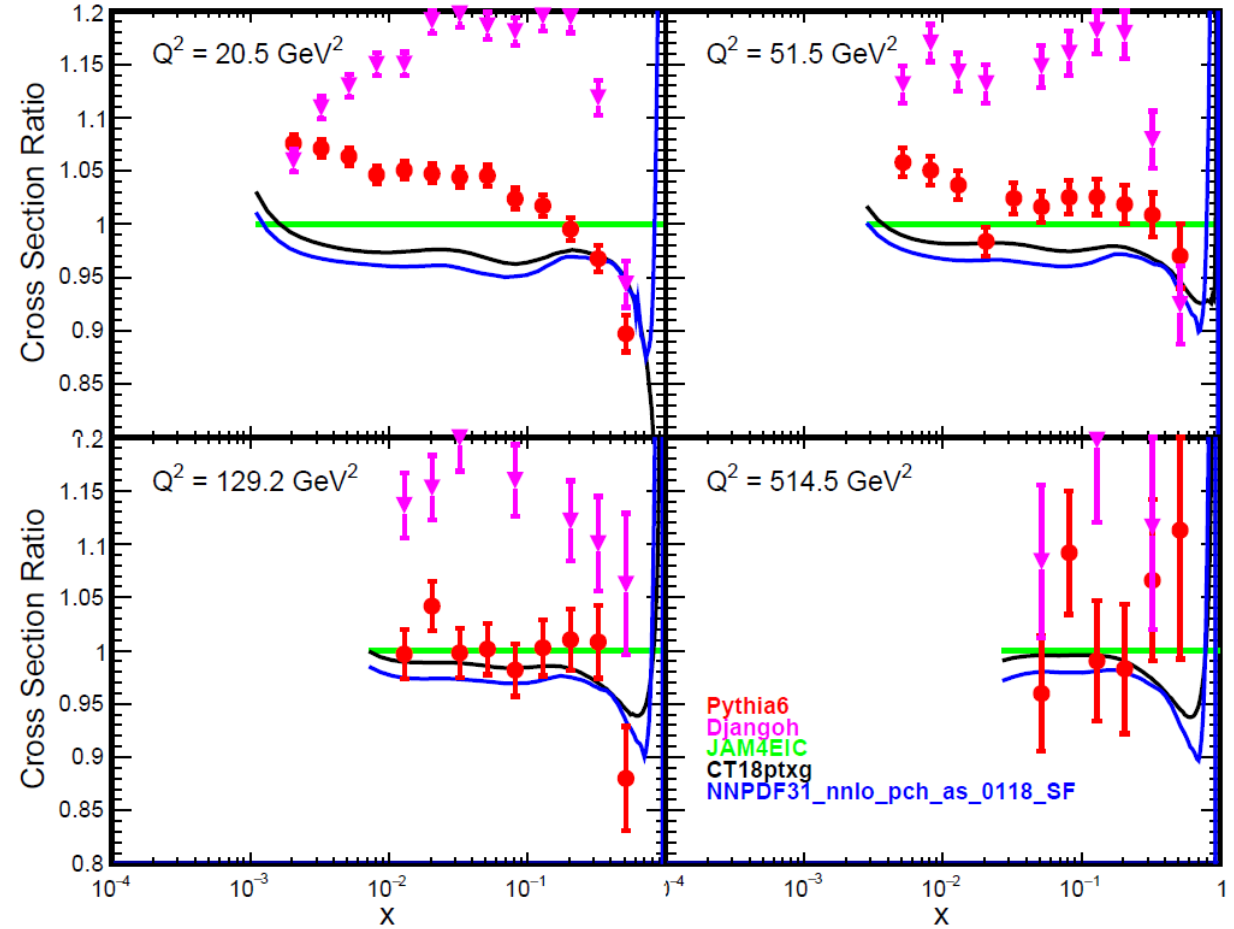 Cross Section Ratio
1.2
1.15
1.1
1.05
1
0.95
0.9
0.85
Q² = 20.5 GeV²
Q² = 51.5 GeV²
Cross Section Ratio
1.2
1.15
1.1
1.05
1
0.95
0.9
0.85
0.8
Q² = 129.2 GeV²
Q² = 514.5 GeV²
Pythia6
Djangoh
JAM4EIC
CT18ptxg
NNPDF31_nnlo_pch_as_0118_SF
10⁻⁴ 10⁻³ 10⁻² 10⁻¹
10⁻³ 10⁻² 10⁻¹ 1
x
x